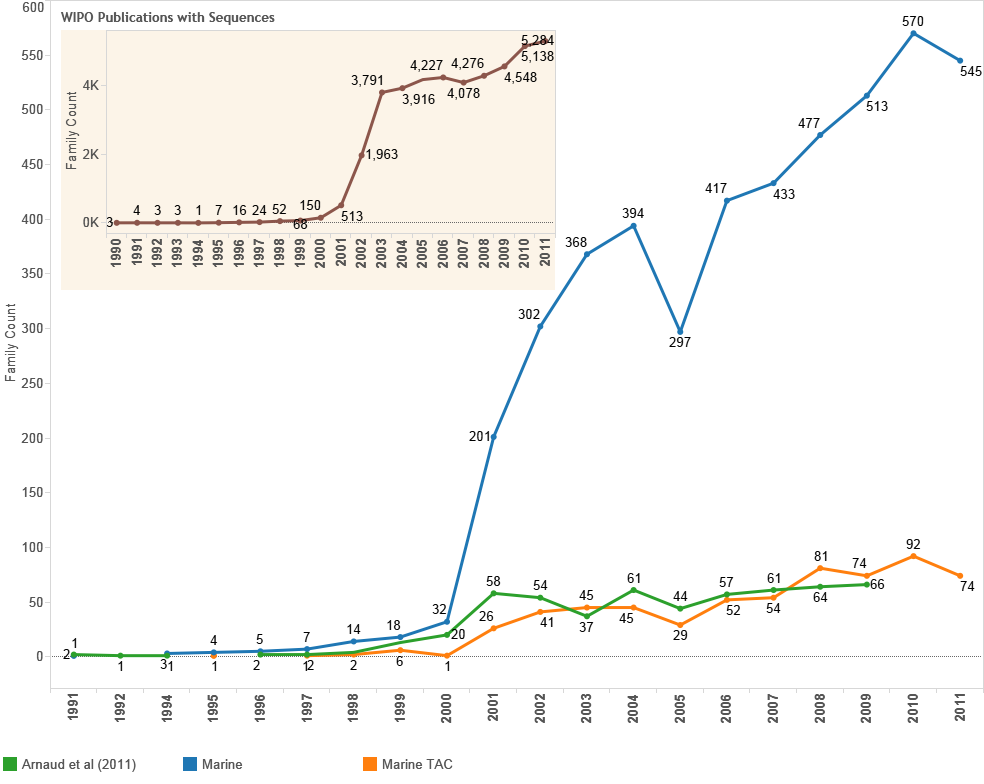 WIPO Publications with Sequences
Family Count
4K
2K
0K
3 4 3 3 1 7 16 24 52 68 150 513 1,963 3,791 3,916 4,227 4,078 4,276 4,548 5,138 5,284
1990 1991 1992 1993 1994 1995 1996 1997 1998 1999 2000 2001 2002 2003 2004 2005 2006 2007 2008 2009 2010 2011
Family Count
600
550
500
450
400
350
300
250
200
150
100
50
0
1 4 5 7 14 18 32 201 302 368 394 297 417 433 477 513 570 545
2 1 3 1 2 2 20 58 54 37 61 44 57 61 64 66
1 1 2 6 1 26 41 45 45 29 52 54 81 74 92 74
1991 1992 1994 1995 1996 1997 1998 1999 2000 2001 2002 2003 2004 2005 2006 2007 2008 2009 2010 2011
Arnaud et al (2011) Marine Marine TAC